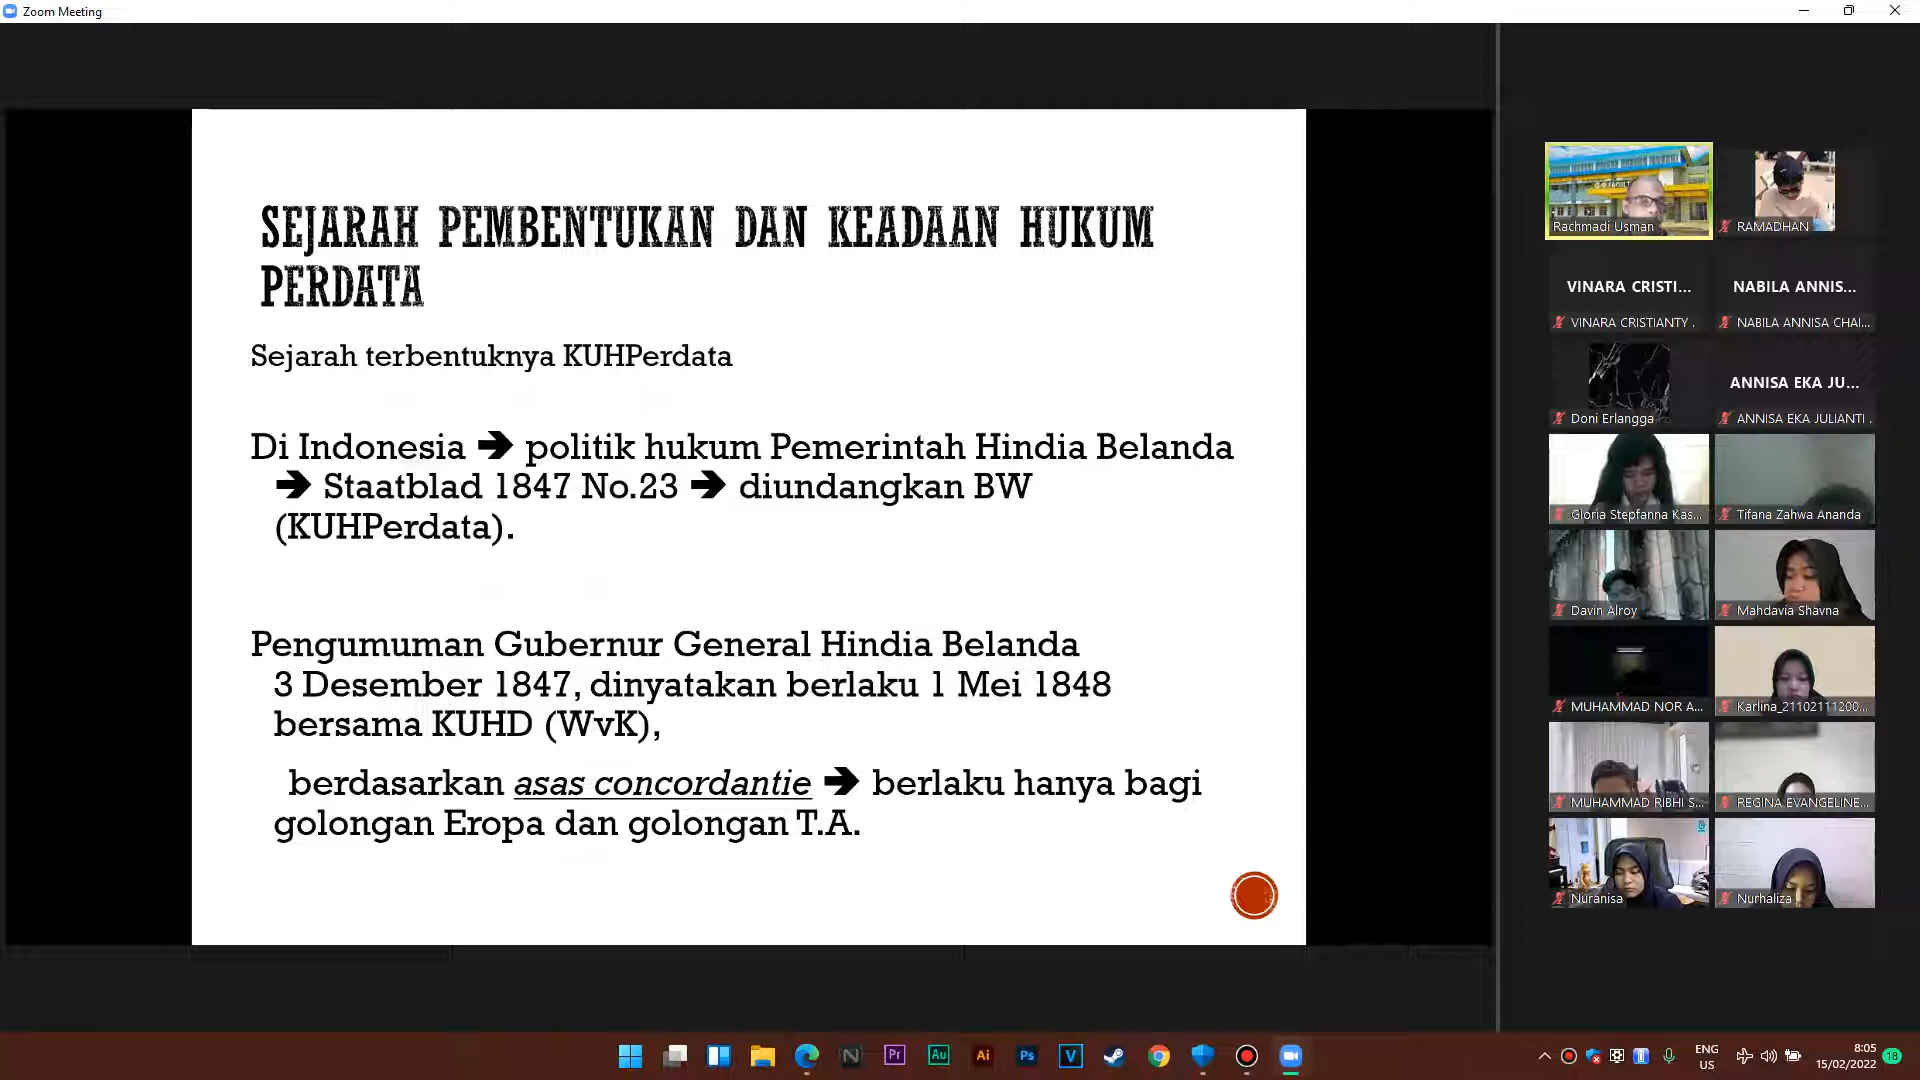 Zoom Meeting
SEJARAH PEMBENTUKAN DAN KEADAAN HUKUM
PERDATA
Sejarah terbentuknya KUHPerdata
Di Indonesia ➔ politik hukum Pemerintah Hindia Belanda
➔ Staatblad 1847 No.23 ➔ diundangkan BW
(KUHPerdata).
Pengumuman Gubernur General Hindia Belanda
3 Desember 1847, dinyatakan berlaku 1 Mei 1848
bersama KUHD (WvK),
berdasarkan asas concordantie ➔ berlaku hanya bagi
golongan Eropa dan golongan T.A.
Rachmadi Usman
RAMADHAN
VINARA CRISTI...
NABILA ANNIS...
VINARA CRISTIANTY .
NABILA ANNISA CHAI...
ANNISA EKA JU...
Doni Erlangga
ANNISA EKA JULIANTI .
Gloria Stepfanna Kas...
Tifana Zahwa Ananda
Davin Alroy
Mahdavia Shavna
MUHAMMAD NOR A...
Karlina_21102111200...
MUHAMMAD RIBHI S...
REGINA EVANGELINE...
Nuranisa
Nurhaliza
N
Pr
Au
Ai
Ps
V
ENG
US
8:05
15/02/2022
18